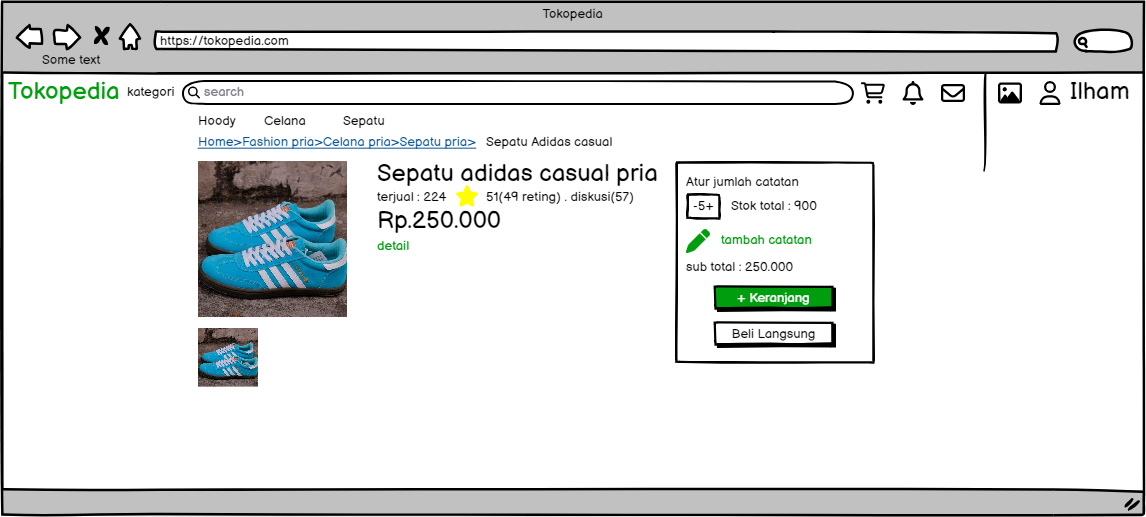 Tokopedia
https://tokopedia.com
Some text
Tokopedia kategori search Ilham
Hoody Celana Sepatu
Home>Fashion pria>Celana pria>Sepatu pria> Sepatu Adidas casual
Sepatu adidas casual pria
terjual : 224 51(49 reting) . diskusi(57)
Rp.250.000
detail
Atur jumlah catatan
-5+ Stok total : 900
tambah catatan
sub total : 250.000
+ Keranjang
Beli Langsung